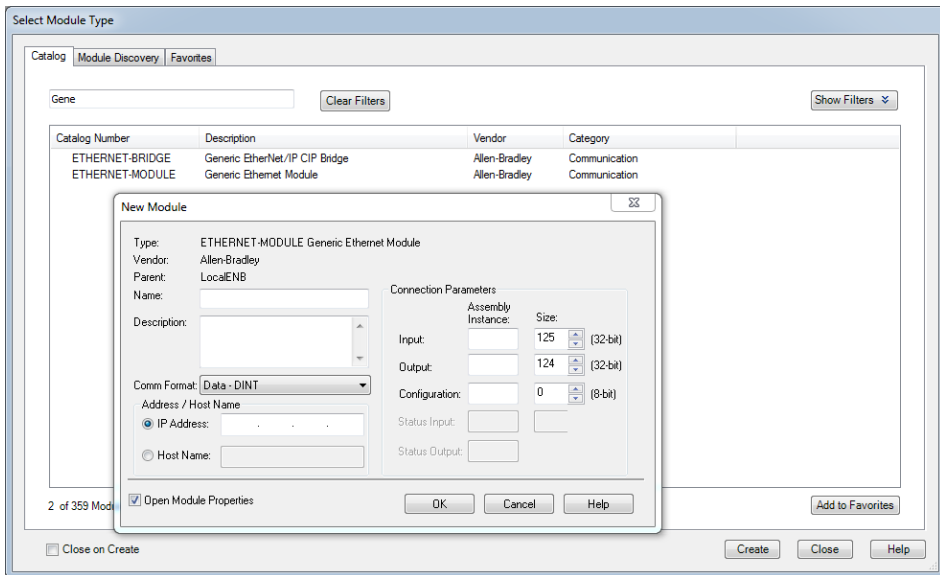 Select Module Type
Catalog Module Discovery Favorites
Gene Clear Filters Show Filters
Catalog Number Description Vendor Category
ETHERNET-BRIDGE Generic EtherNet/IP CIP Bridge Allen-Bradley Communication
ETHERNET-MODULE Generic Ethernet Module Allen-Bradley Communication
New Module
Type: ETHERNET-MODULE Generic Ethernet Module
Vendor: Allen-Bradley
Parent: LocalENB
Name:
Description:
Comm Format: Data - DINT
Address / Host Name
IP Address: . . .
Host Name:
Connection Parameters
Assembly
Instance: Size:
Input: 125 (32-bit)
Output: 124 (32-bit)
Configuration: 0 (8-bit)
Status Input:
Status Output:
Open Module Properties OK Cancel Help
2 of 359 Add to Favorites
Close on Create Create Close Help